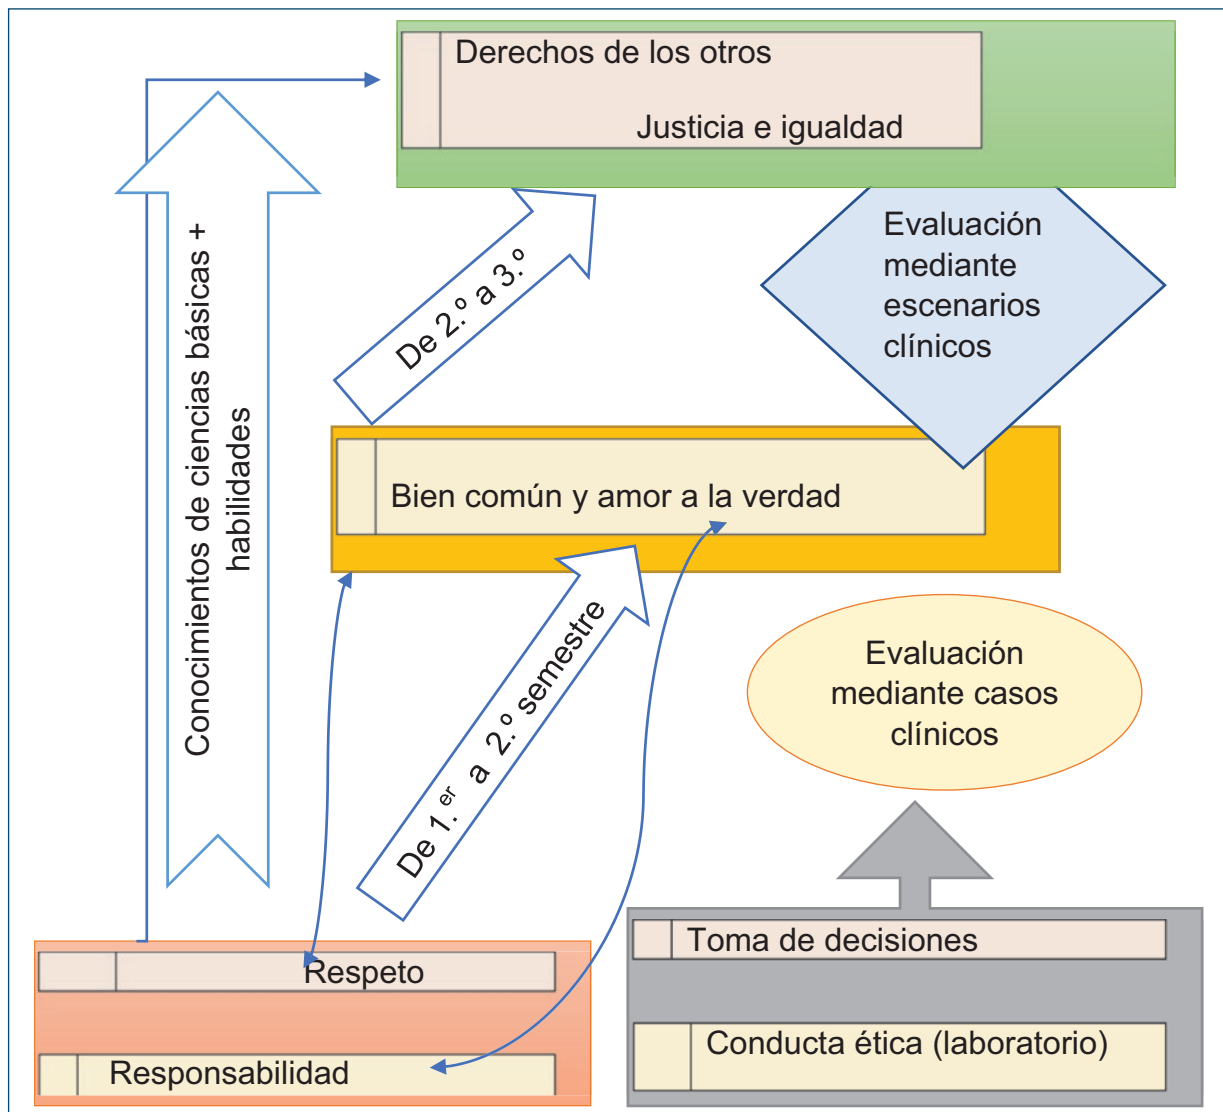 Derechos de los otros
Justicia e igualdad
Conocimientos de ciencias básicas +
habilidades
De 2.º a 3.º
Evaluación
mediante
escenarios
clínicos
Bien común y amor a la verdad
De 1.er a 2.º semestre
Evaluación
mediante casos
clínicos
Respeto
Responsabilidad
Toma de decisiones
Conducta ética (laboratorio)